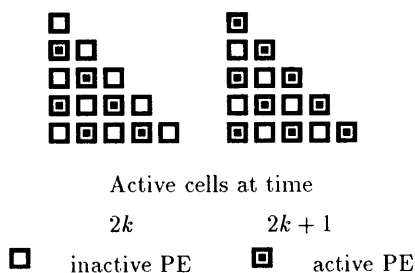 Active cells at time
2k 2k + 1
inactive PE active PE